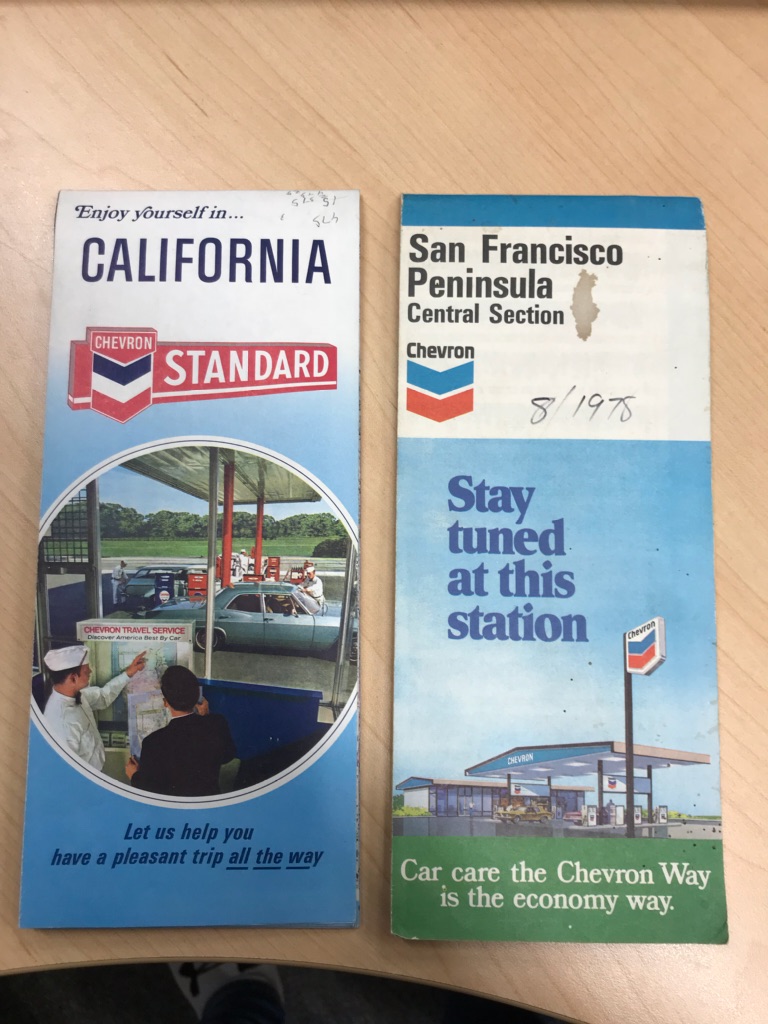 Enjoy yourself in...
CALIFORNIA
CHEVRON
STANDARD
CHEVRON TRAVEL SERVICE
Discover America Best By Car
Let us help you
have a pleasant trip all the way
San Francisco
Peninsula
Central Section
Chevron
8/1978
Stay
tuned
at this
station
Chevron
CHEVRON
Car care the Chevron Way
is the economy way.